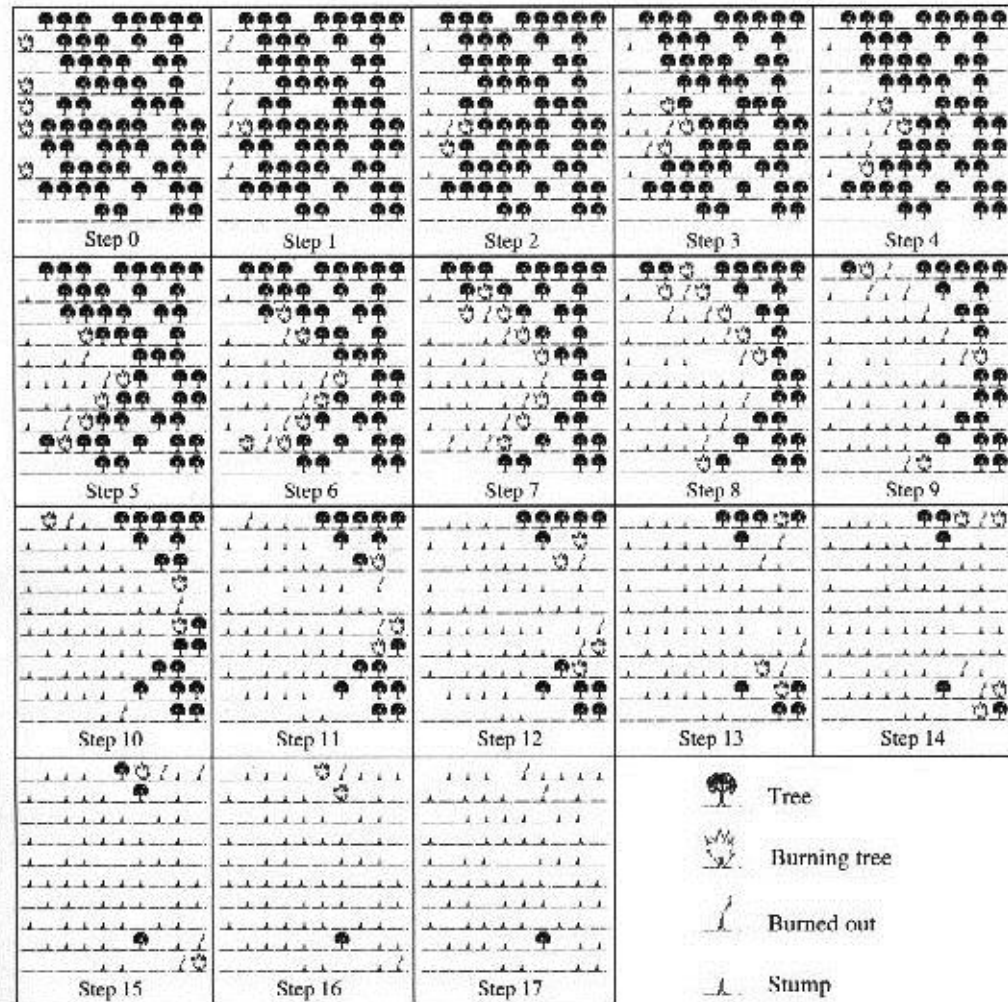 Step 0 Step 1 Step 2 Step 3 Step 4
Step 5 Step 6 Step 7 Step 8 Step 9
Step 10 Step 11 Step 12 Step 13 Step 14
Tree
Burning tree
Burned out
Step 15 Step 16 Step 17 Stump